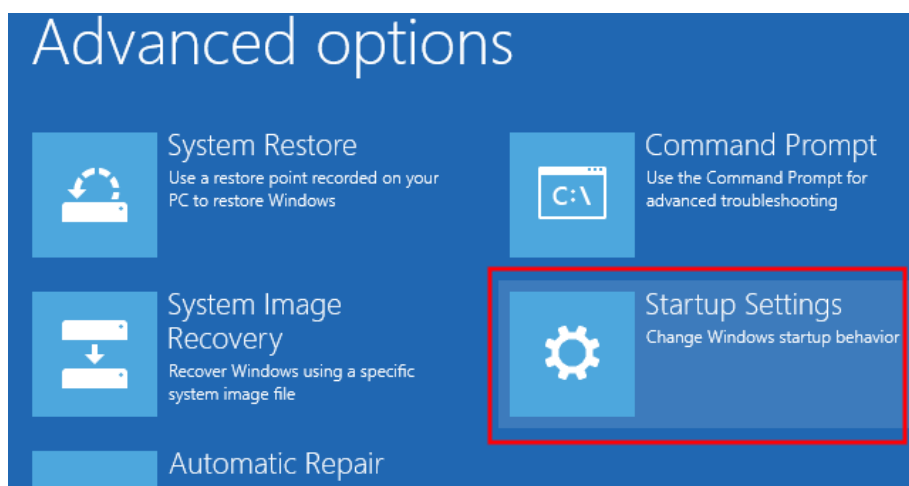 Advanced options
System Restore
Use a restore point recorded on your
PC to restore Windows
Command Prompt
Use the Command Prompt for
advanced troubleshooting
C:\
System Image
Recovery
Recover Windows using a specific
system image file
Startup Settings
Change Windows startup behavior
Automatic Repair